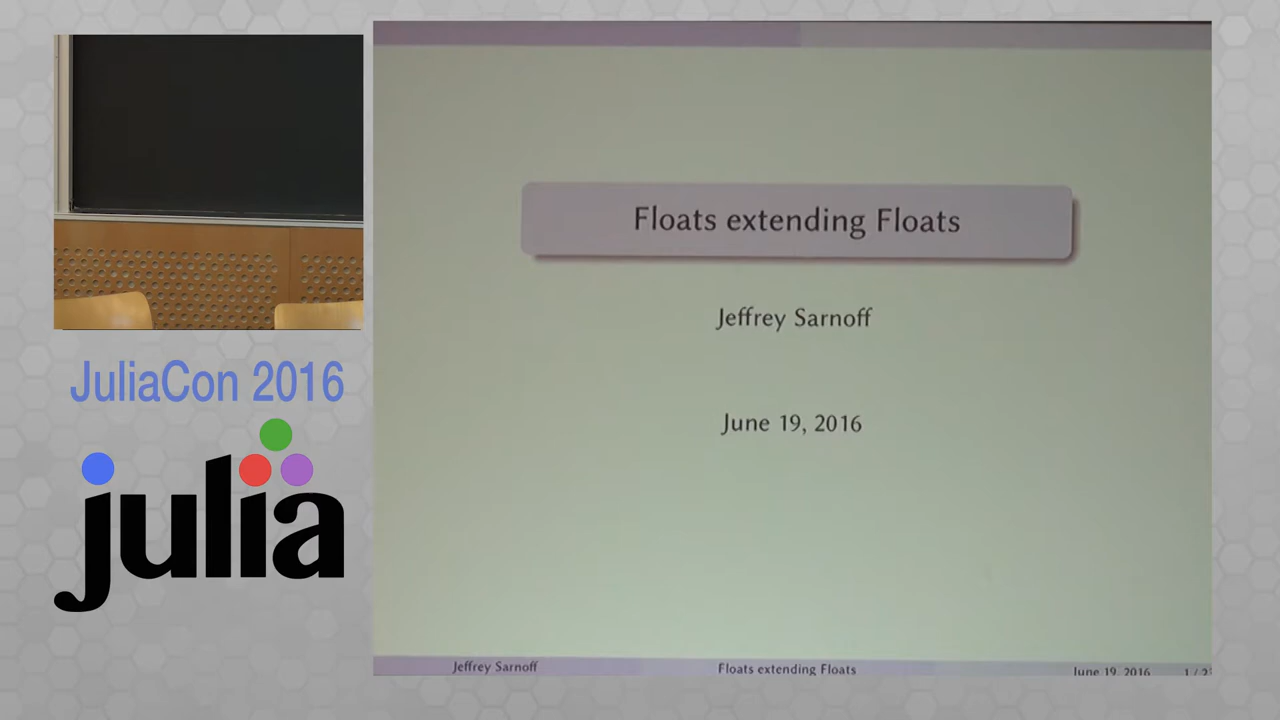 JuliaCon 2016
julia
Floats extending Floats
Jeffrey Sarnoff
June 19, 2016
Jeffrey Sarnoff
Floats extending Floats
June 19, 2016